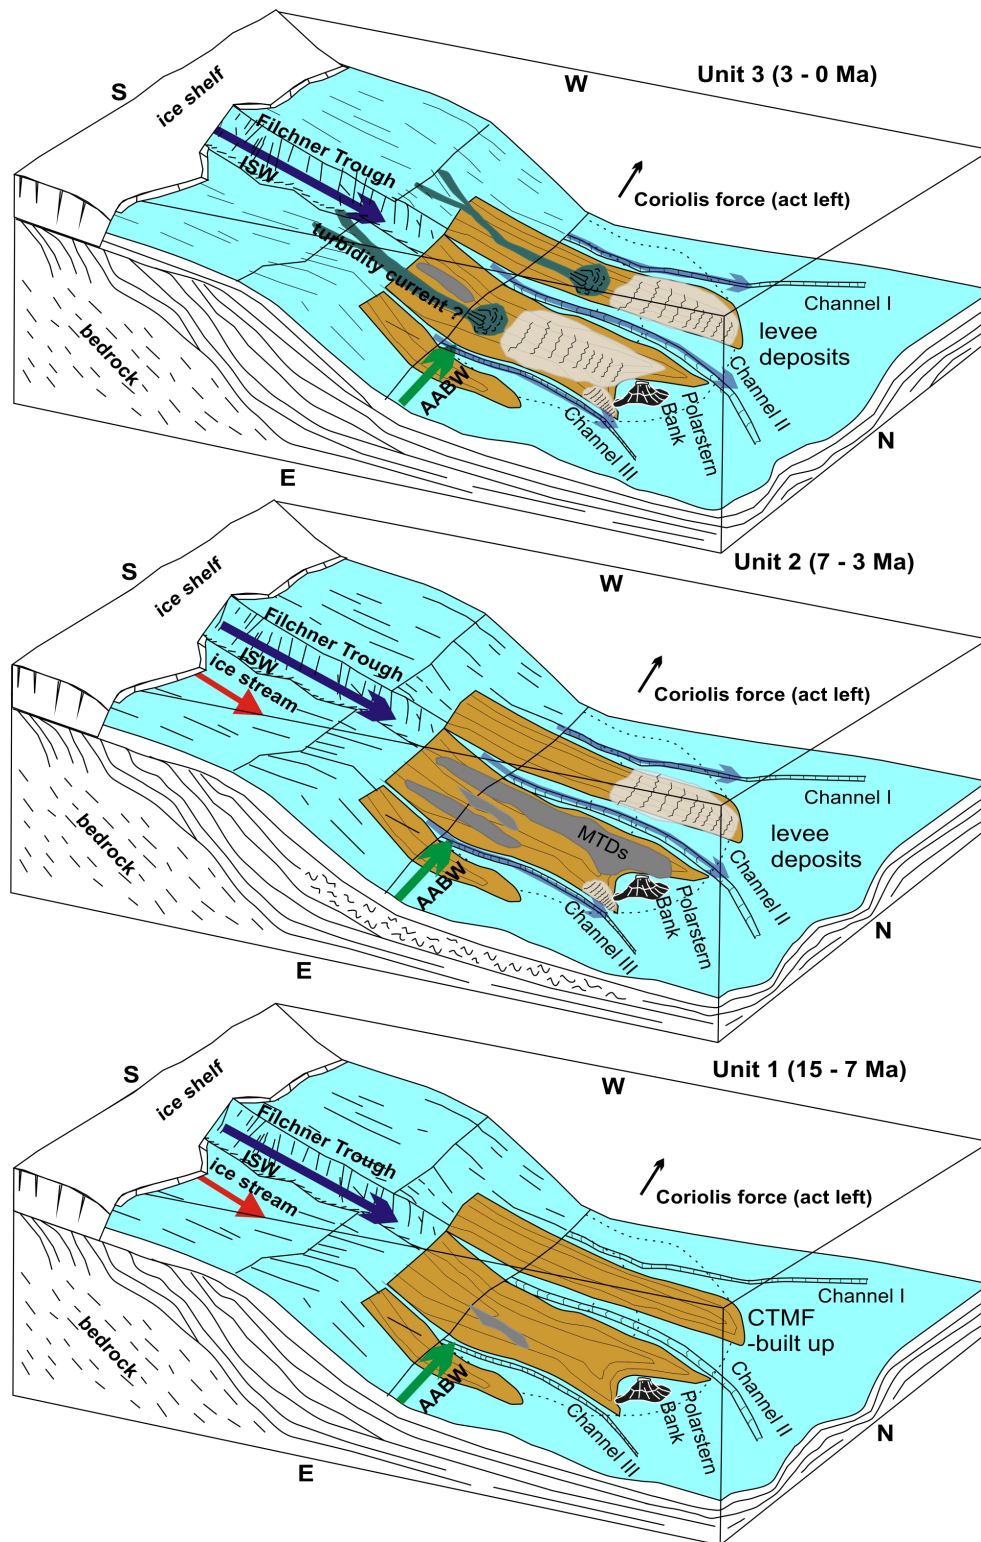 Unit 3 (3 - 0 Ma)
S
W
ice shelf
Filchner Trough
ISW
Coriolis force (act left)
turbidity current ?
Channel I
levee
deposits
bedrock
AABW
Channel II
Polarstern
Bank
Channel III
N
E
Unit 2 (7 - 3 Ma)
S
W
ice shelf
Filchner Trough
ISW
ice stream
Coriolis force (act left)
Channel I
MTDs
levee
deposits
bedrock
AABW
Channel II
Polarstern
Bank
Channel III
N
E
Unit 1 (15 - 7 Ma)
S
W
ice shelf
Filchner Trough
ISW
ice stream
Coriolis force (act left)
Channel I
CTMF
-built up
bedrock
AABW
Channel II
Polarstern
Bank
Channel III
N
E